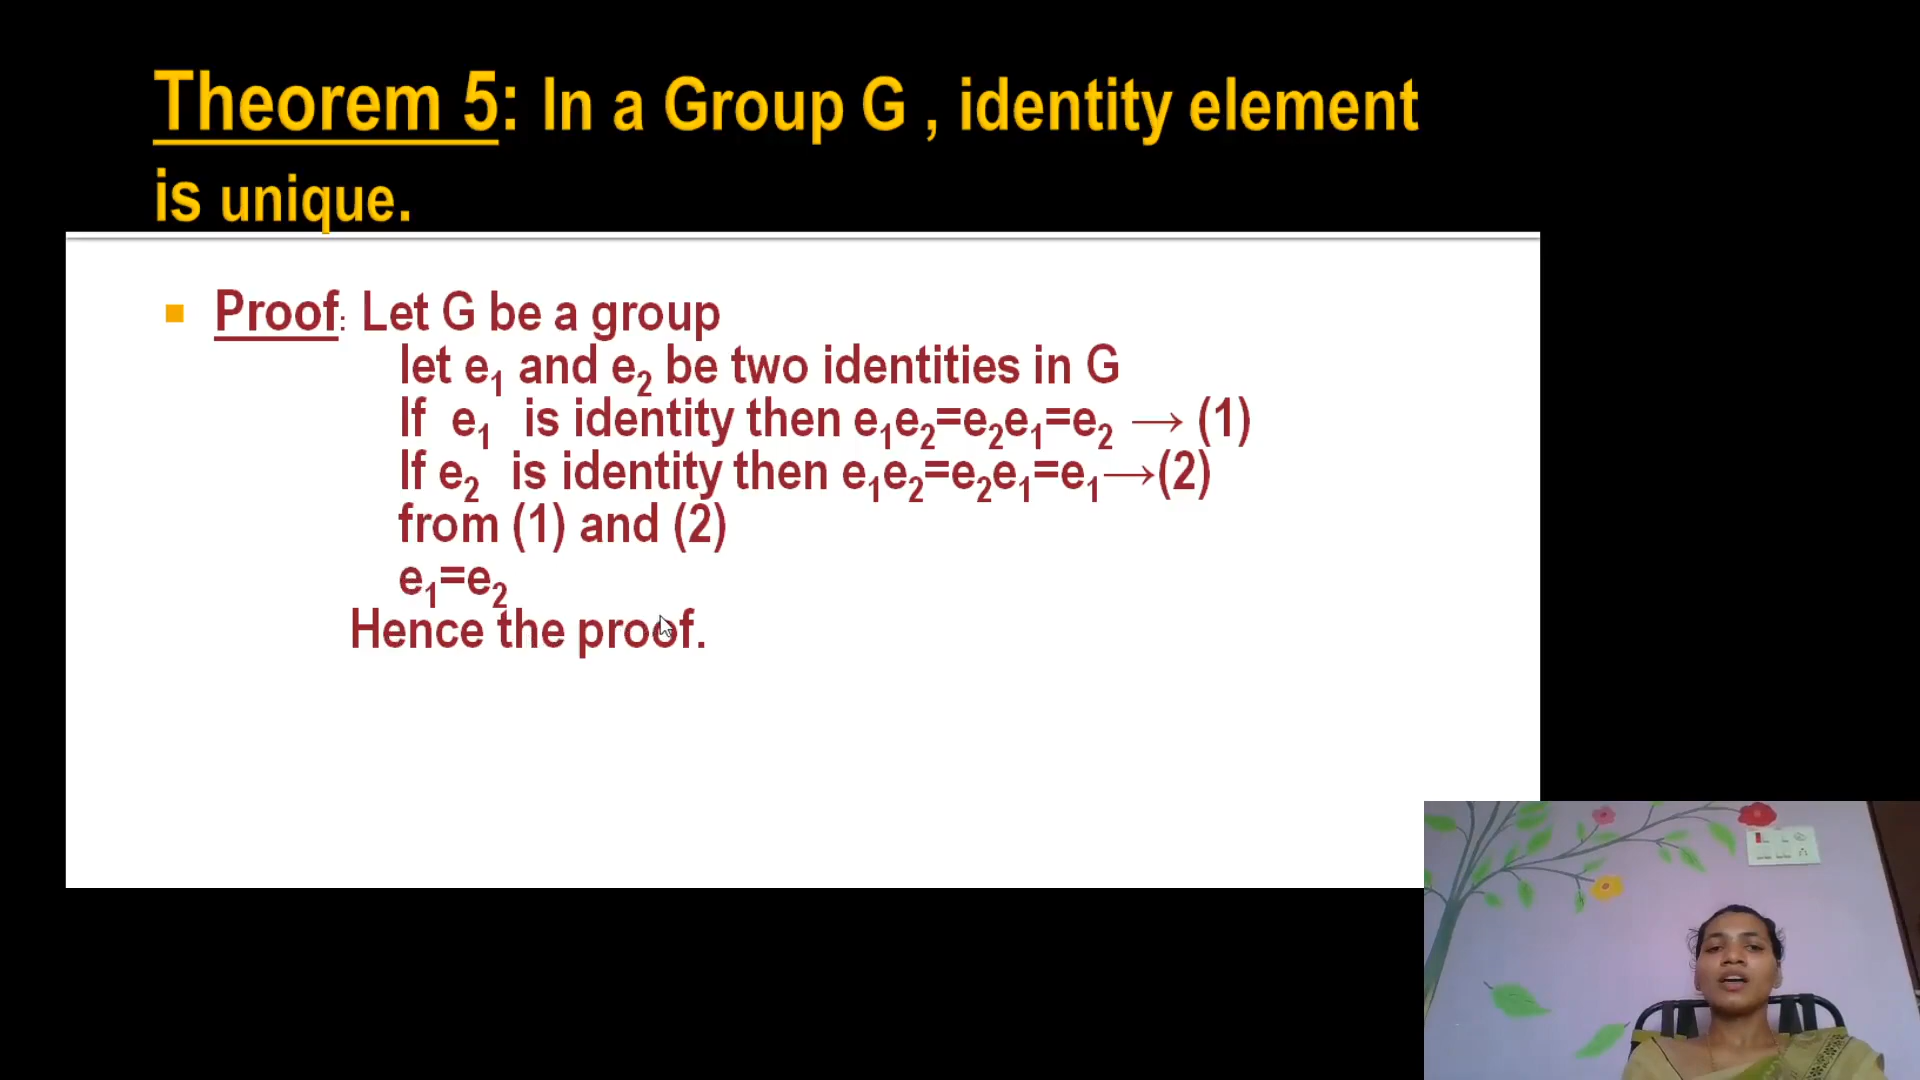 Theorem 5: In a Group G , identity element
is unique.
Proof: Let G be a group
let e₁ and e₂ be two identities in G
If e₁ is identity then e₁e₂=e₂e₁=e₂ → (1)
If e₂ is identity then e₁e₂=e₂e₁=e₁→(2)
from (1) and (2)
e₁=e₂
Hence the proof.